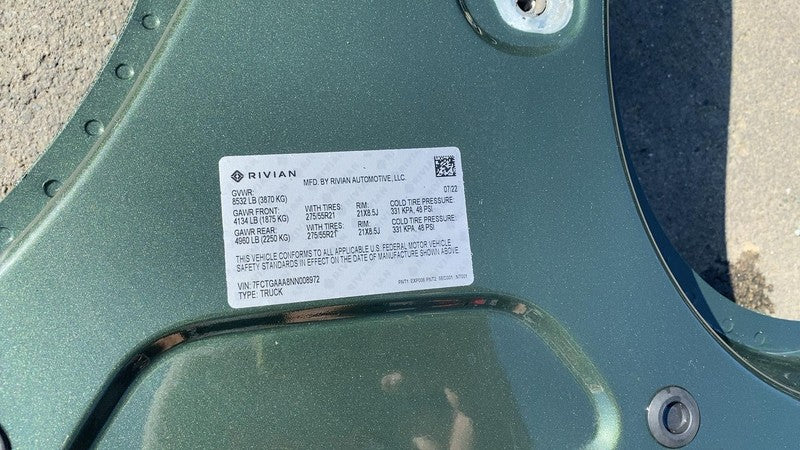 RIVIAN
MFD. BY RIVIAN AUTOMOTIVE, LLC.
GVWR: 07/22
8532 LB (3870 KG)
GAWR FRONT: WITH TIRES: RIM: COLD TIRE PRESSURE:
4134 LB (1875 KG) 275/55R21 21X8.5J 331 KPA, 48 PSI
GAWR REAR: WITH TIRES: RIM: COLD TIRE PRESSURE:
4960 LB (2250 KG) 275/55R21 21X8.5J 331 KPA, 48 PSI
THIS VEHICLE CONFORMS TO ALL APPLICABLE U.S. FEDERAL MOTOR VEHICLE
SAFETY STANDARDS IN EFFECT ON THE DATE OF MANUFACTURE SHOWN ABOVE.
VIN: 7FCTGAAA8NN008972
TYPE: TRUCK
PNT1 PNT2 INT001